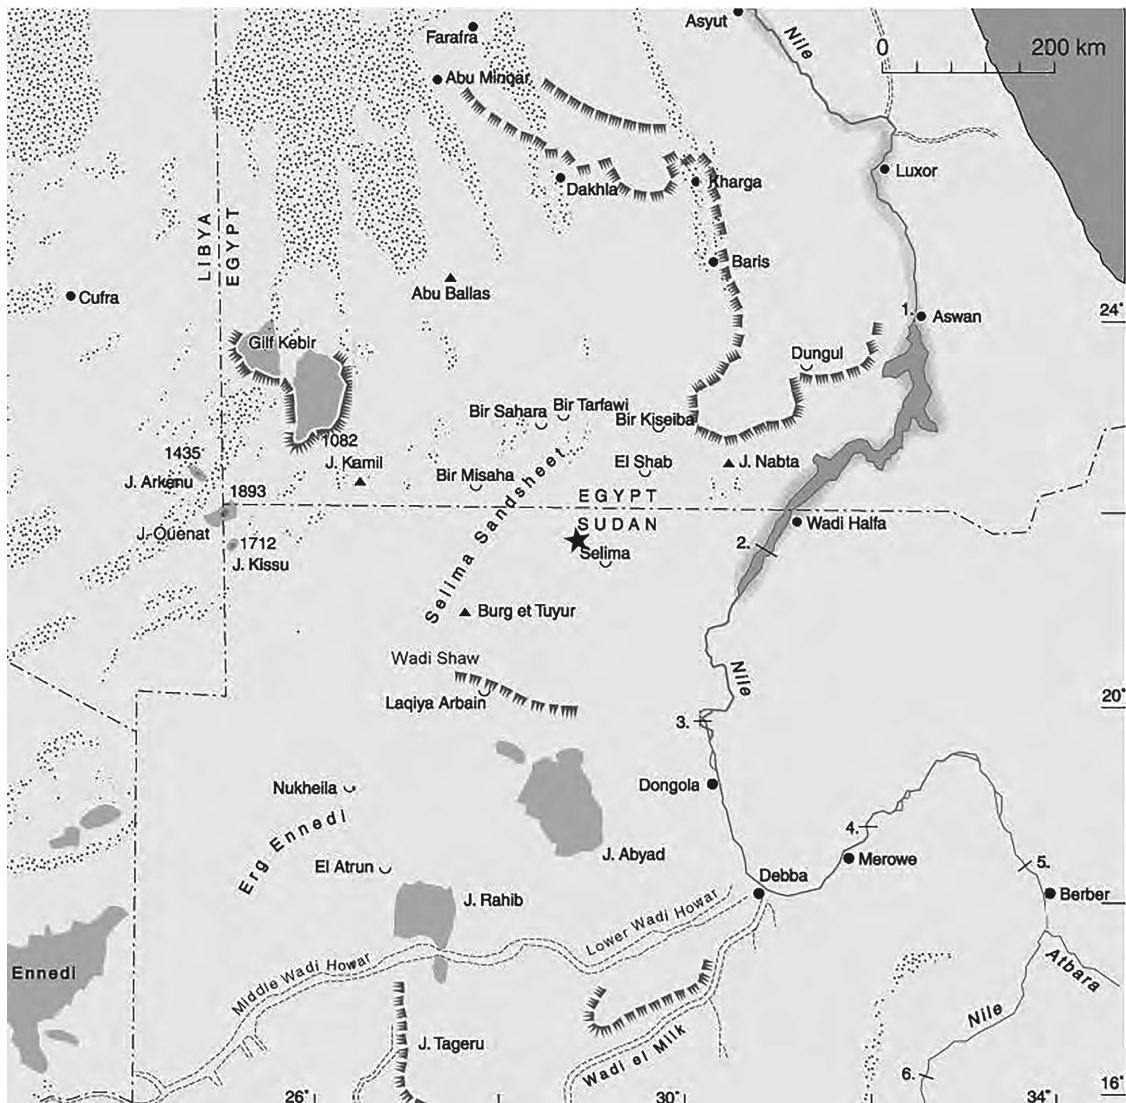 Asyut
Farafra
Nile
0 200 km
Abu Minqar
Luxor
Dakhla
Kharga
LIBYA
EGYPT
Baris
Abu Ballas
Cufra
1.
Aswan
24°
Gilf Kebir
Dungul
Bir Sahara
Bir Tarfawi
Bir Kiseiba
1082
J. Kamil
1435
J. Arkenu
Bir Misaha
El Shab
J. Nabta
1893
EGYPT
SUDAN
J. Ouenat
Wadi Halfa
1712
J. Kissu
Selima Sandsheet
Selima
2.
Burg et Tuyur
Wadi Shaw
Laqiya Arbain
Nile
20°
3.
Nukheila
Dongola
Erg Ennedi
4.
El Atrun
J. Abyad
Merowe
5.
Debba
J. Rahib
Berber
Lower Wadi Howar
Ennedi
Middle Wadi Howar
Atbara
Nile
J. Tageru
Wadi el Milk
6.
26°
30°
34°
16°